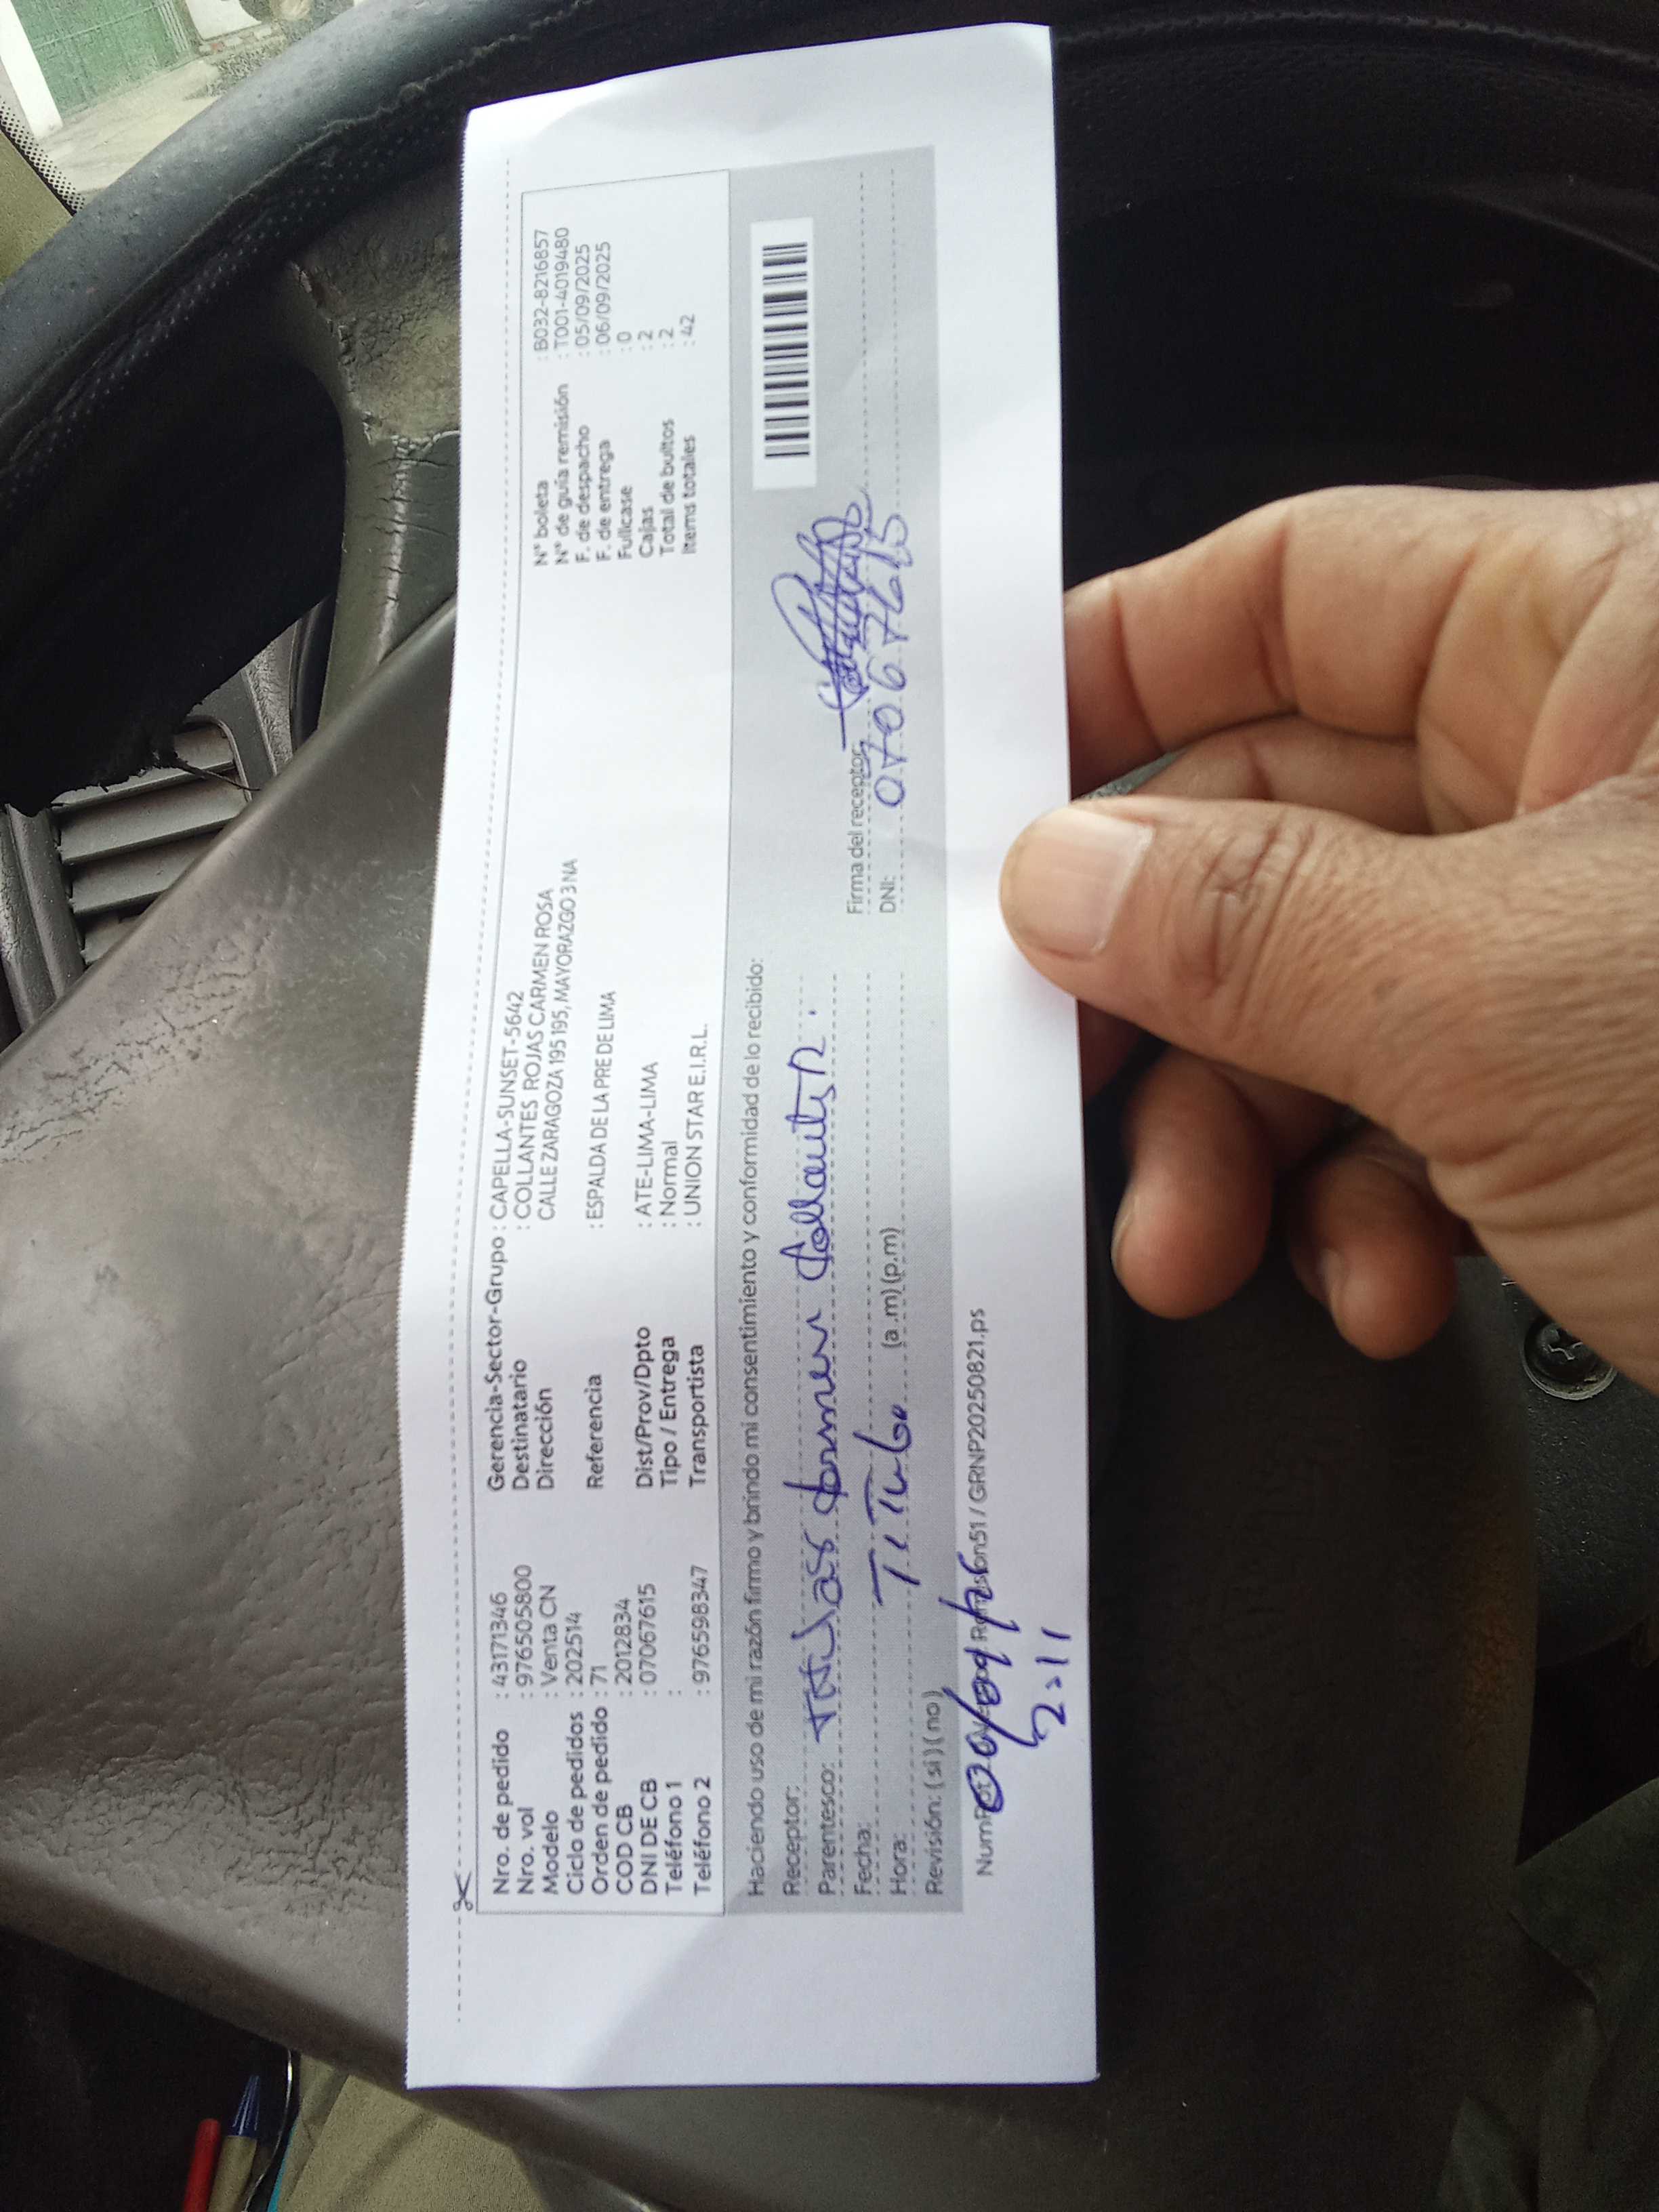 Nro. de pedido : 43171346
Nro. vol : 976505800
Modelo : Venta CN
Ciclo de pedidos : 202514
Orden de pedido : 71
COD CB : 2012834
DNI DE CB : 07067615
Teléfono 1 :
Teléfono 2 : 976598347
Gerencia-Sector-Grupo : CAPELLA-SUNSET-5642
Destinatario : COLLANTES ROJAS CARMEN ROSA
Dirección CALLE ZARAGOZA 195 195, MAYORAZGO 3 NA
Referencia : ESPALDA DE LA PRE DE LIMA
Dist/Prov/Dpto : ATE-LIMA-LIMA
Tipo / Entrega : Normal
Transportista : UNION STAR E.I.R.L.
N° boleta : B032-8216857
N° de guía remisión : T001-4019480
F. de despacho : 05/09/2025
F. de entrega : 06/09/2025
Fullcase : 0
Cajas : 2
Total de bultos : 2
Items totales : 42
Haciendo uso de mi razón firmo y brindo mi consentimiento y conformidad de lo recibido:
Receptor:
Parentesco:
Fecha:
Hora: (a.m) (p.m)
Revisión: (si) (no)
Firma del receptor
DNI: 07067615
51 / GRNP20250821.ps